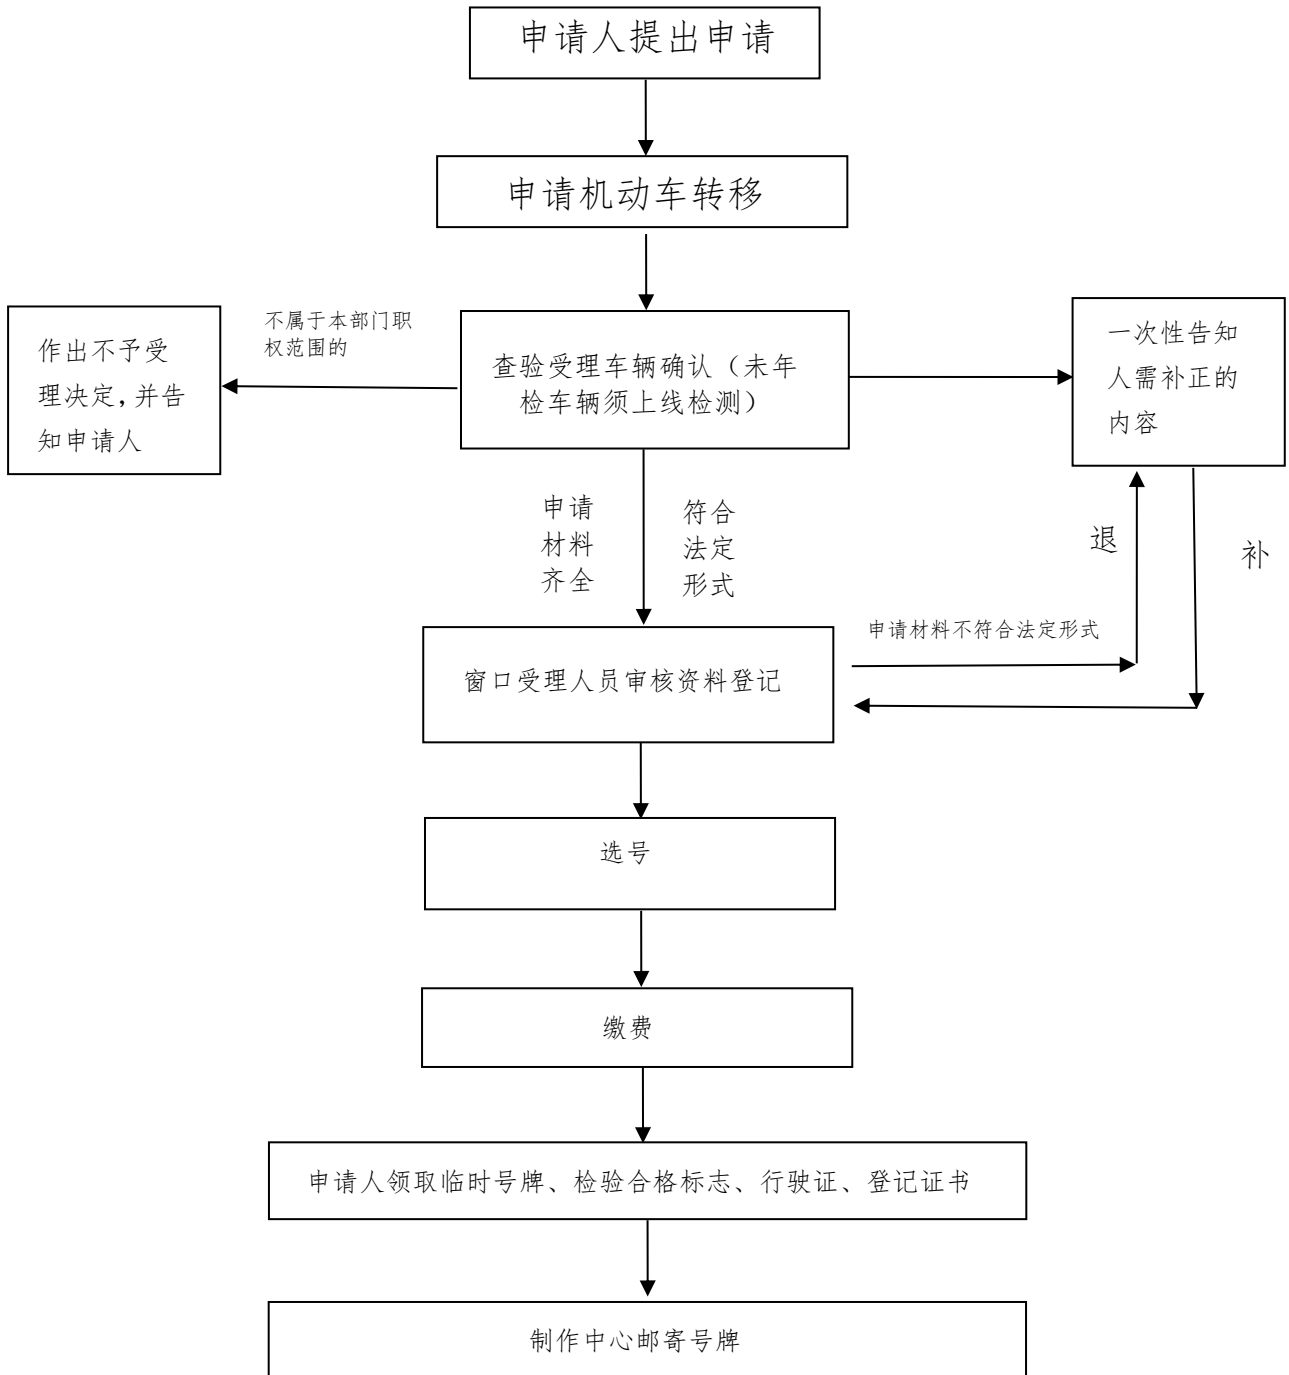 申请人提出申请
申请机动车转移
不属于本部门职
权范围的
作出不予受
理决定,并告
知申请人
查验受理车辆确认（未年
检车辆须上线检测）
一次性告知
人需补正的
内容
申请
材料
齐全
符合
法定
形式
退
补
申请材料不符合法定形式
窗口受理人员审核资料登记
选号
缴费
申请人领取临时号牌、检验合格标志、行驶证、登记证书
制作中心邮寄号牌